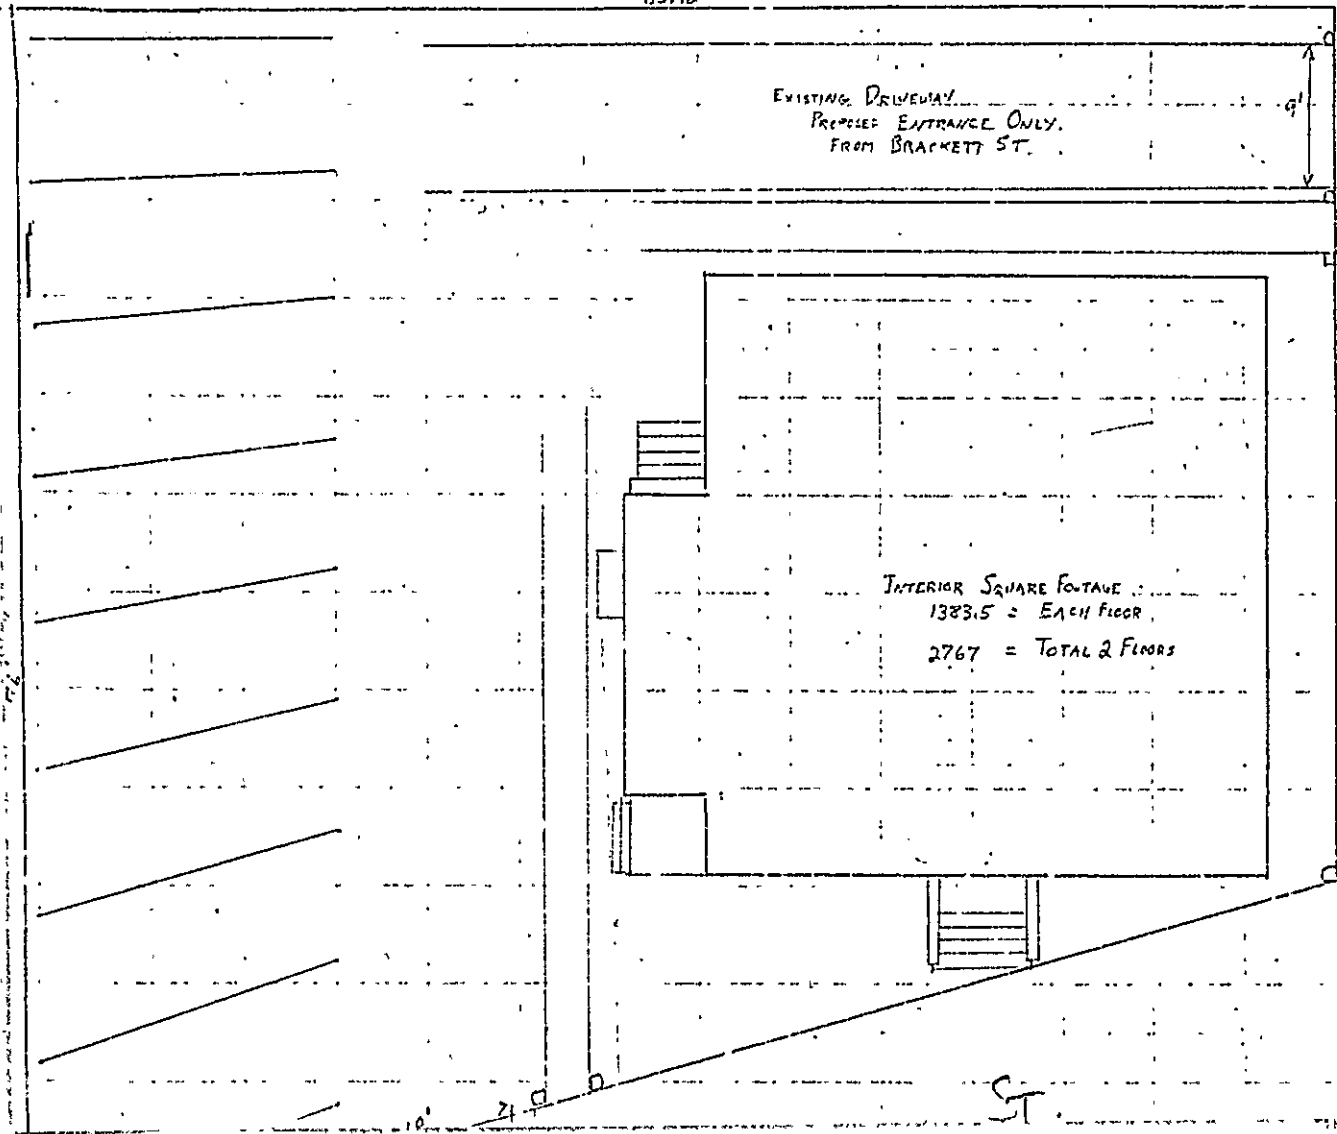 EXISTING DRIVEWAY
PROPOSED ENTRANCE ONLY.
FROM BRACKETT ST.
9'
INTERIOR SQUARE FOOTAGE :
1383.5 = EACH FLOOR
2767 = TOTAL 2 FLOORS
10'
ST